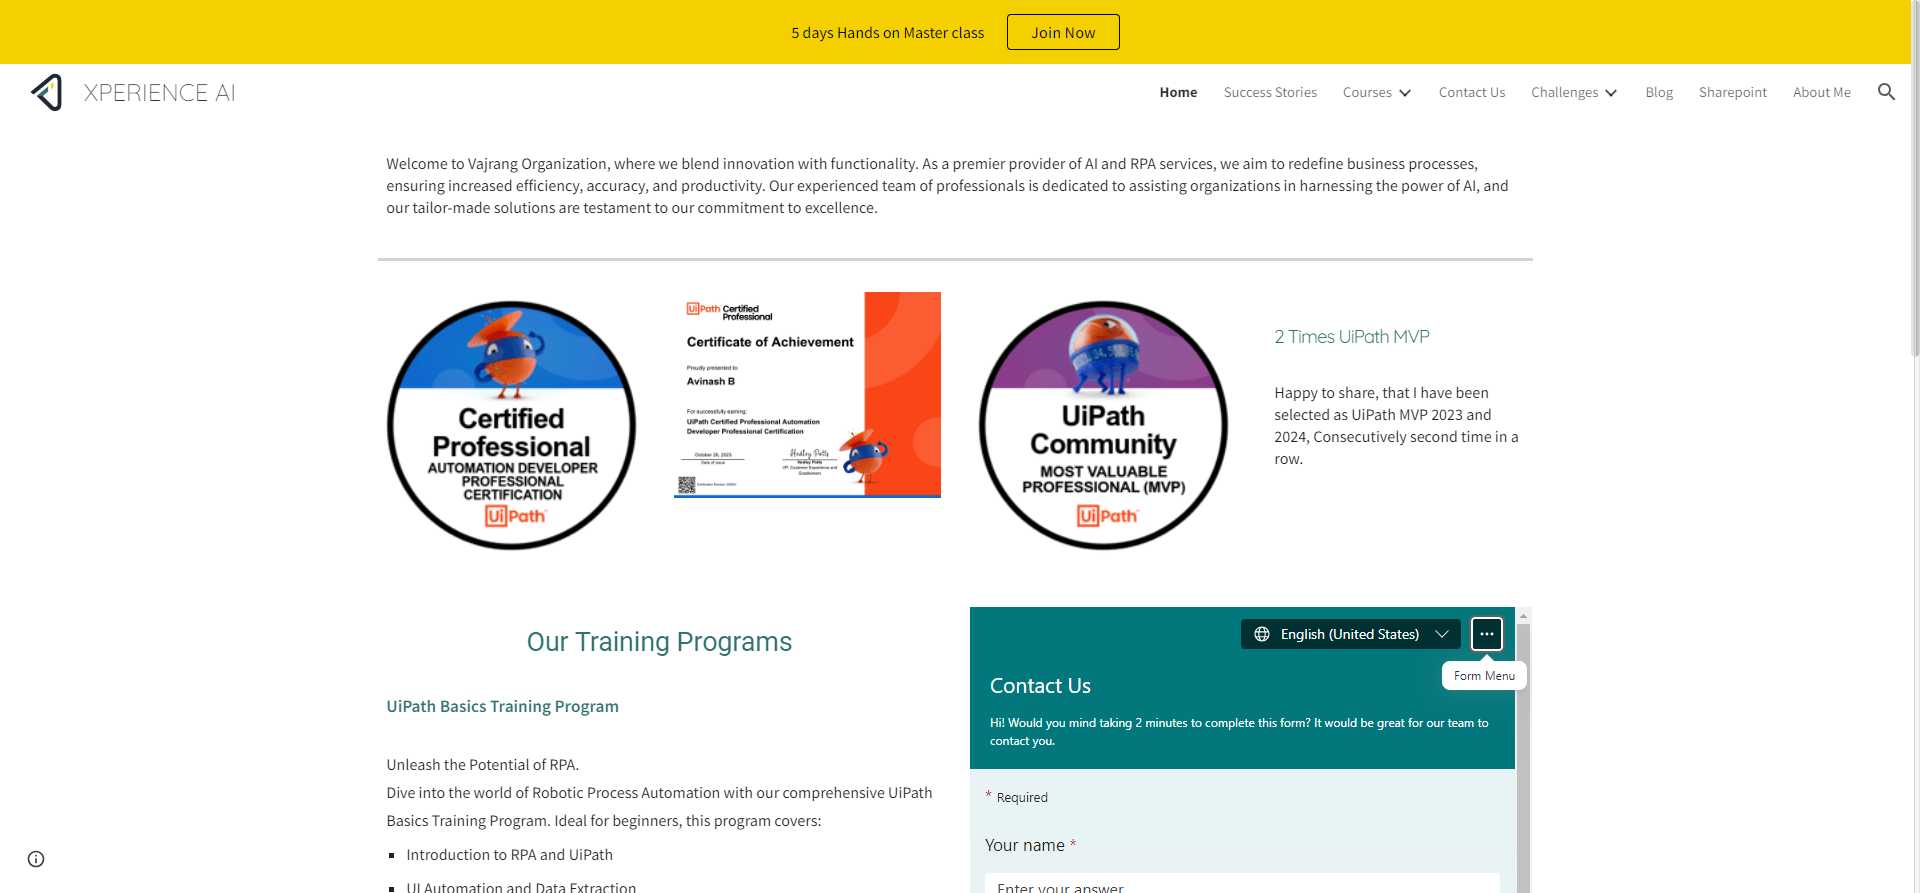 5 days Hands on Master class
Join Now
XPERIENCE AI
Home
Success Stories
Courses
Contact Us
Challenges
Blog
Sharepoint
About Me
Welcome to Vajrang Organization, where we blend innovation with functionality. As a premier provider of AI and RPA services, we aim to redefine business processes,
ensuring increased efficiency, accuracy, and productivity. Our experienced team of professionals is dedicated to assisting organizations in harnessing the power of AI, and
our tailor-made solutions are testament to our commitment to excellence.
Certified
Professional
AUTOMATION DEVELOPER
PROFESSIONAL
CERTIFICATION
UiPath
UiPath Certified
Professional
Certificate of Achievement
Proudly presented to
Avinash B
For successfully earning:
UiPath Certified Professional Automation
Developer Professional Certification
Date of issue
Hedley Potts
UiPath
Community
MOST VALUABLE
PROFESSIONAL (MVP)
UiPath
2 Times UiPath MVP
Happy to share, that I have been
selected as UiPath MVP 2023 and
2024, Consecutively second time in a
row.
Our Training Programs
UiPath Basics Training Program
Unleash the Potential of RPA.
Dive into the world of Robotic Process Automation with our comprehensive UiPath
Basics Training Program. Ideal for beginners, this program covers:
Introduction to RPA and UiPath
UI Automation and Data Extraction
English (United States)
Form Menu
Contact Us
Hi! Would you mind taking 2 minutes to complete this form? It would be great for our team to
contact you.
* Required
Your name *
Enter your answer